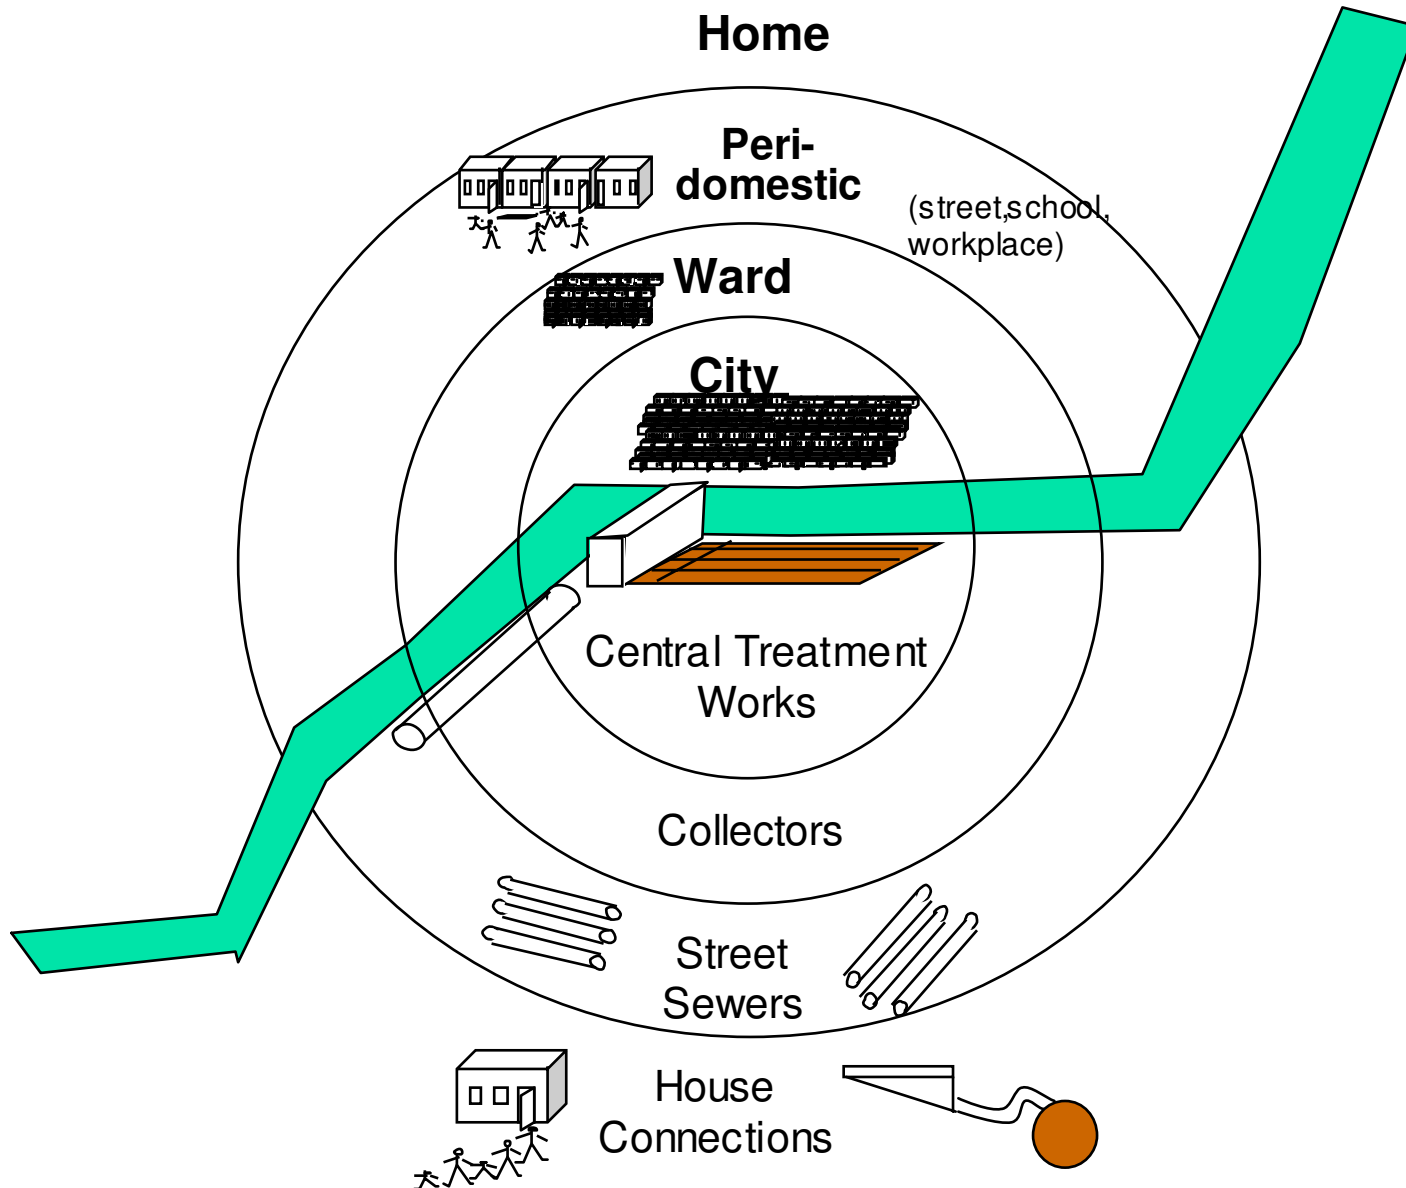 Home
Peri-
domestic
(street,school,
workplace)
Ward
City
Central Treatment
Works
Collectors
Street
Sewers
House
Connections